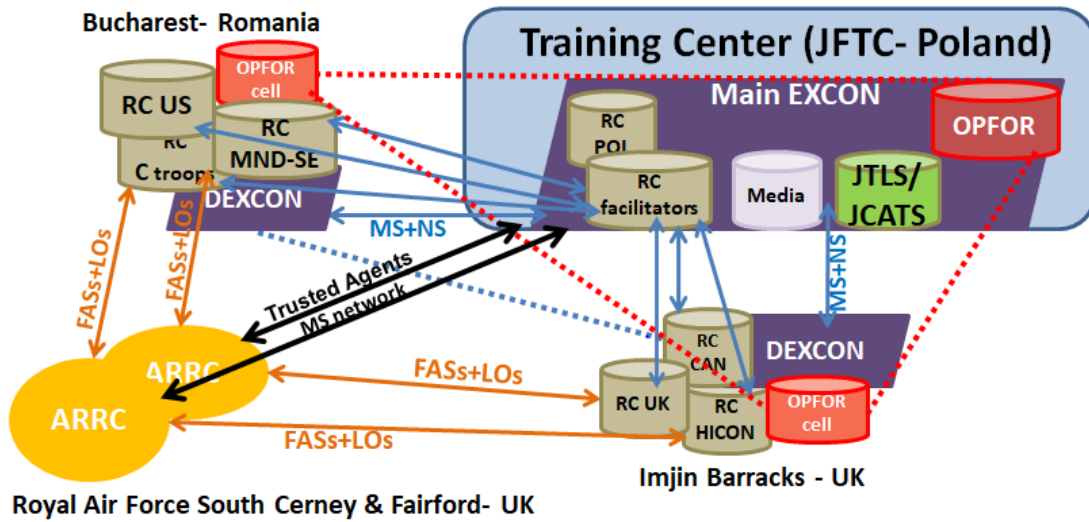 Bucharest- Romania
Training Center (JFTC- Poland)
OPFOR
cell
RC US
RC
MND-SE
RC
C troops
DEXCON
Main EXCON
RC
POL
RC
facilitators
Media
JTLS/
JCATS
OPFOR
MS+NS
MS+NS
FASs+LOs
FASs+LOs
Trusted Agents
MS network
ARRC
ARRC
FASs+LOs
FASs+LOs
RC
CAN
DEXCON
RC UK
RC
HICON
OPFOR
cell
Imjin Barracks - UK
Royal Air Force South Cerney & Fairford- UK